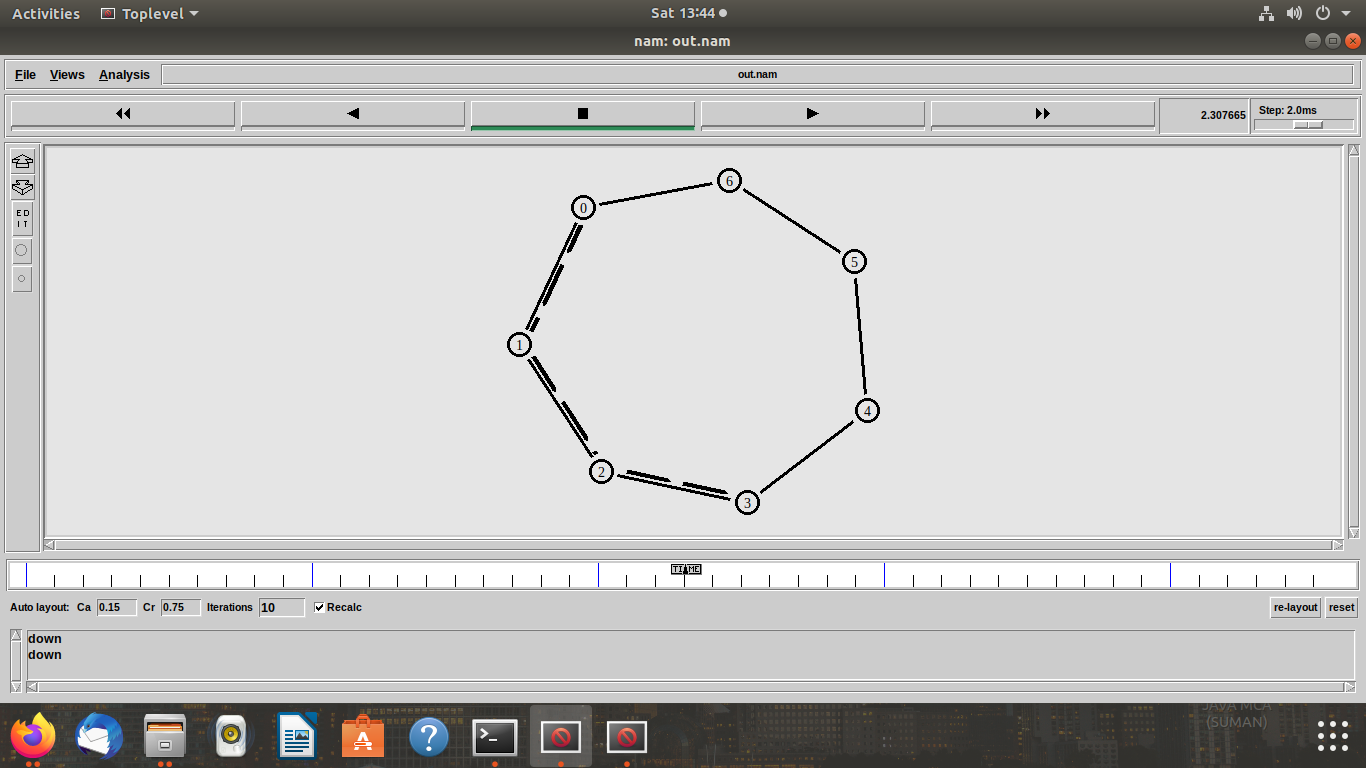 Activities Toplevel Sat 13:44
nam: out.nam
File Views Analysis out.nam
2.307665 Step: 2.0ms
ED
IT
6
0
5
1
4
2
3
TIME
Auto layout: Ca 0.15 Cr 0.75 Iterations 10 Recalc re-layout reset
down
down
JAVA MCA
(SUMAN)